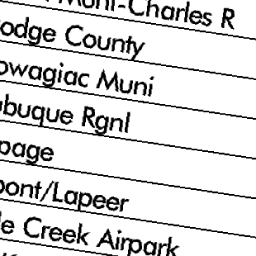 Muni-Charles R
odge County
owagiac Muni
ubuque Rgnl
page
pont/Lapeer
le Creek Airpark